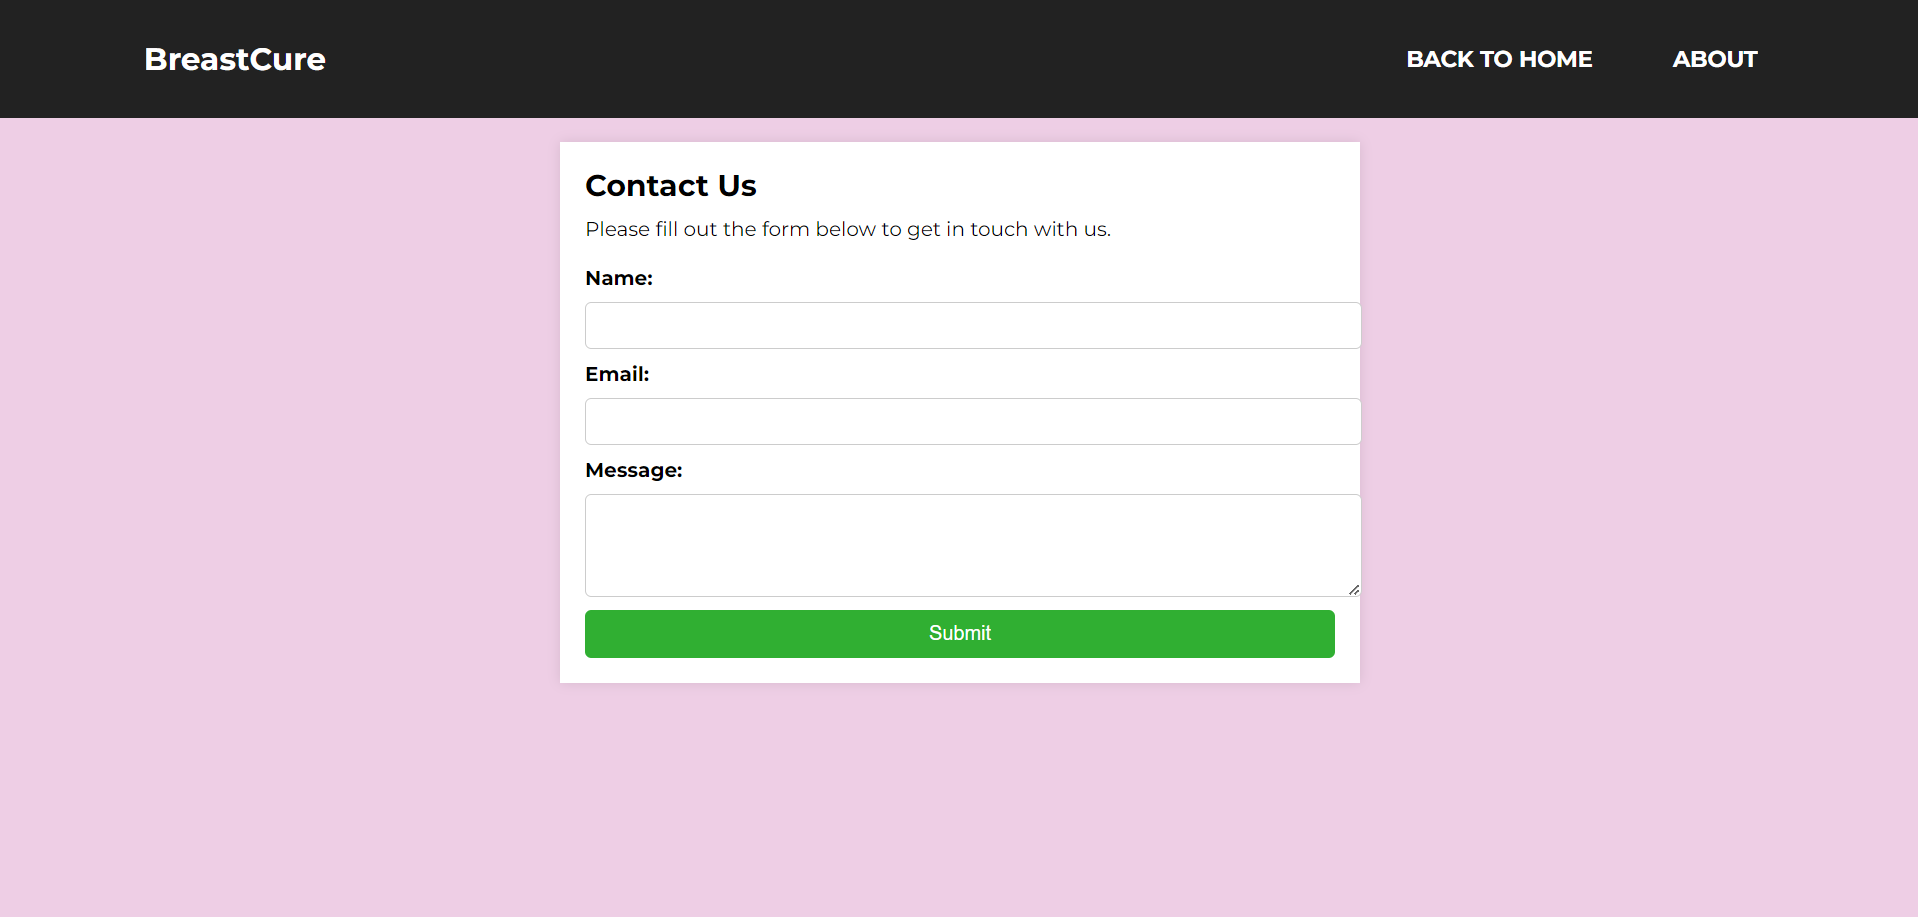 BreastCure
BACK TO HOME
ABOUT
Contact Us
Please fill out the form below to get in touch with us.
Name:
Email:
Message:
Submit